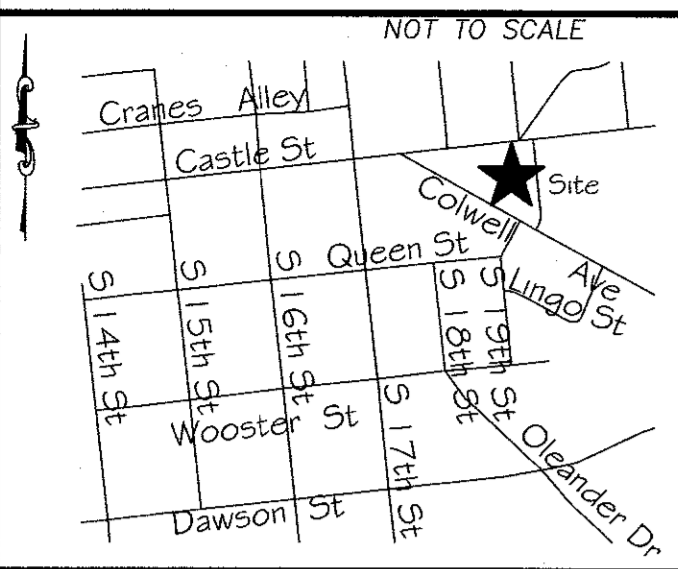 NOT TO SCALE
Cranes Alley
Castle St
Site
Colwell Ave
Queen St
Lingo St
S 14th St
S 15th St
S 16th St
S 18th St
S 19th St
Wooster St
S 17th St
Oleander Dr
Dawson St